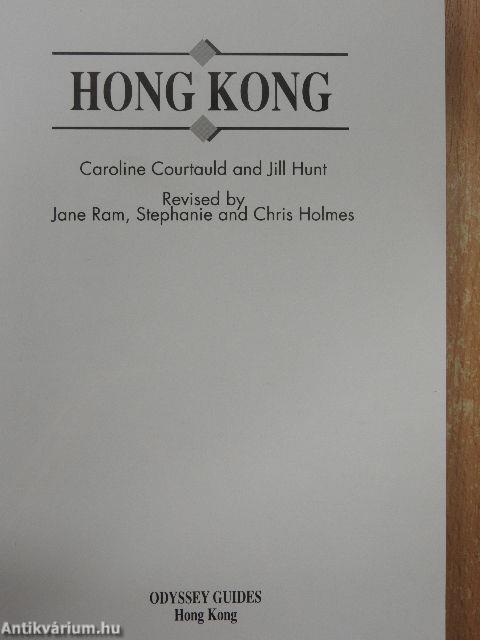 HONG KONG
Caroline Courtauld and Jill Hunt
Revised by
Jane Ram, Stephanie and Chris Holmes
ODYSSEY GUIDES
Hong Kong
Antikvárium.hu